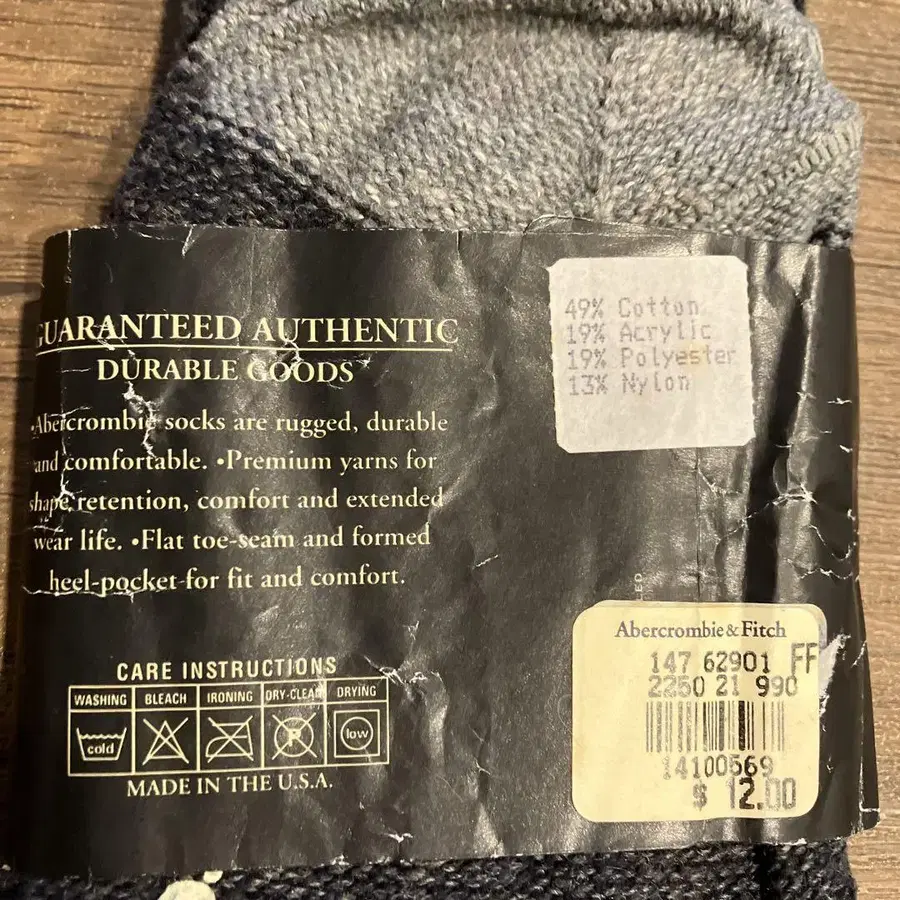 GUARANTEED AUTHENTIC
DURABLE GOODS
•Abercrombie socks are rugged, durable
and comfortable. •Premium yarns for
shape retention, comfort and extended
wear life. •Flat toe-seam and formed
heel-pocket for fit and comfort.
CARE INSTRUCTIONS
WASHING BLEACH IRONING DRY-CLEAN DRYING
cold P low
MADE IN THE U.S.A.
49% Cotton
19% Acrylic
19% Polyester
13% Nylon
Abercrombie & Fitch
147 62901 FF
2250 21 990
14100569
$ 12.00